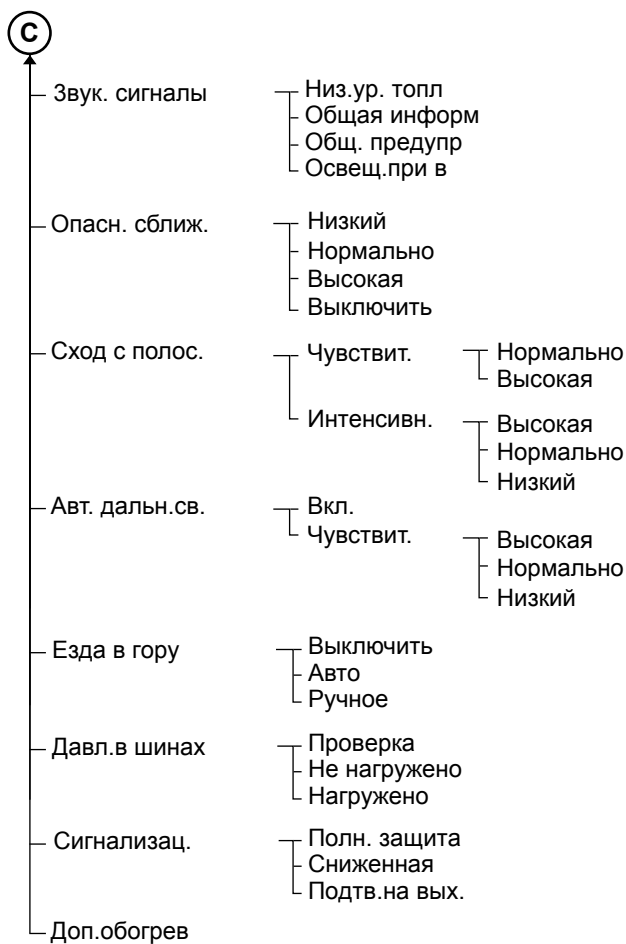 C
Звук. сигналы
Низ.ур. топл
Общая информ
Общ. предупр
Освещ.при в
Опасн. сближ.
Низкий
Нормально
Высокая
Выключить
Сход с полос.
Чувствит.
Нормально
Высокая
Интенсивн.
Высокая
Нормально
Низкий
Авт. дальн.св.
Вкл.
Чувствит.
Высокая
Нормально
Низкий
Езда в гору
Выключить
Авто
Ручное
Давл.в шинах
Проверка
Не нагружено
Нагружено
Сигнализац.
Полн. защита
Сниженная
Подтв.на вых.
Доп.обогрев